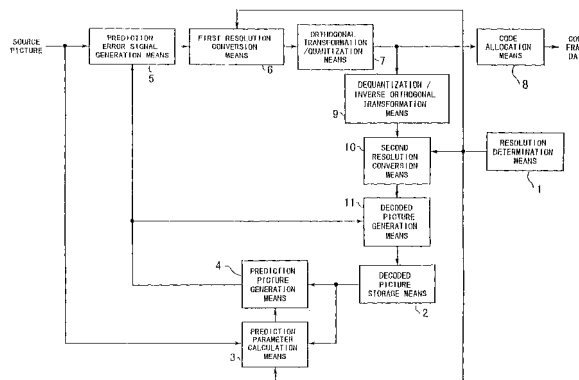 SOURCE
PICTURE
PREDICTION
ERROR SIGNAL
GENERATION MEANS
5
FIRST RESOLUTION
CONVERSION
MEANS
6
ORTHOGONAL
TRANSFORMATION
/QUANTIZATION
MEANS
7
CODE
ALLOCATION
MEANS
8
CO
FRA
DA
DEQUANTIZATION /
INVERSE ORTHOGONAL
TRANSFORMATION
MEANS
9
10
SECOND
RESOLUTION
CONVERSION
MEANS
RESOLUTION
DETERMINATION
MEANS
1
11
DECODED
PICTURE
GENERATION
MEANS
4
PREDICTION
PICTURE
GENERATION
MEANS
DECODED
PICTURE
STORAGE MEANS
2
PREDICTION
PARAMETER
CALCULATION
MEANS
3